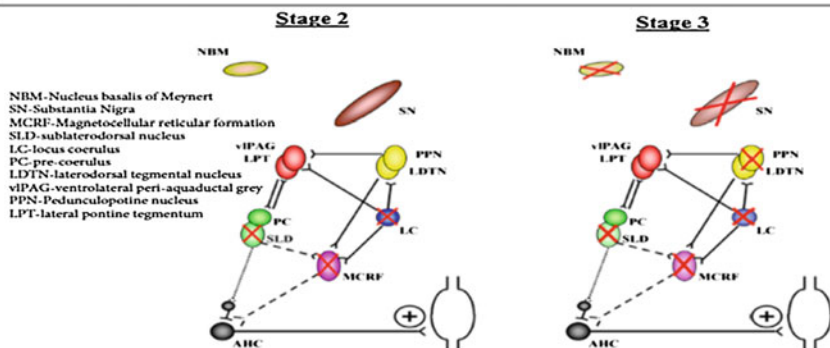 Stage 2
Stage 3
NBM
NBM
NBM-Nucleus basalis of Meynert
SN-Substantia Nigra
MCRF-Magnetocellular reticular formation
SLD-sublaterodorsal nucleus
LC-locus coerulus
PC-pre-coerulus
LDTN-laterodorsal tegmental nucleus
vlPAG-ventrolateral peri-aquaductal grey
PPN-Pedunculopotine nucleus
LPT-lateral pontine tegmentum
SN
vlPAG
LPT
PPN
LDTN
PC
SLD
LC
MCRF
AHC
+
SN
vlPAG
LPT
PPN
LDTN
PC
SLD
LC
MCRF
AHC
+